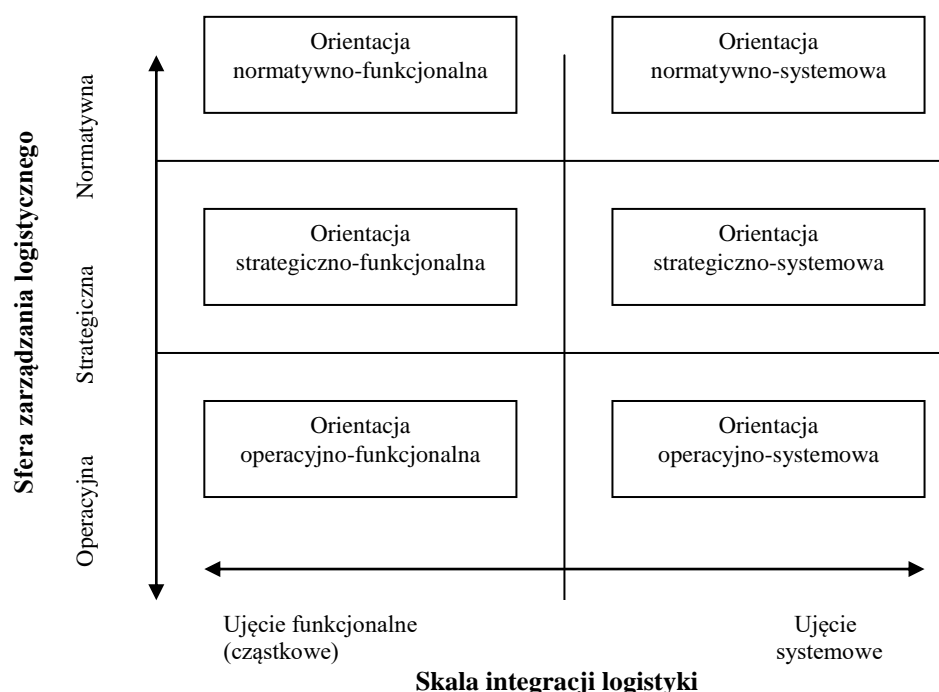 Sfera zarządzania logistycznego
Normatywna
Strategiczna
Operacyjna
Orientacja
normatywno-funkcjonalna
Orientacja
normatywno-systemowa
Orientacja
strategiczno-funkcjonalna
Orientacja
strategiczno-systemowa
Orientacja
operacyjno-funkcjonalna
Orientacja
operacyjno-systemowa
Ujęcie funkcjonalne
(cząstkowe)
Ujęcie
systemowe
Skala integracji logistyki